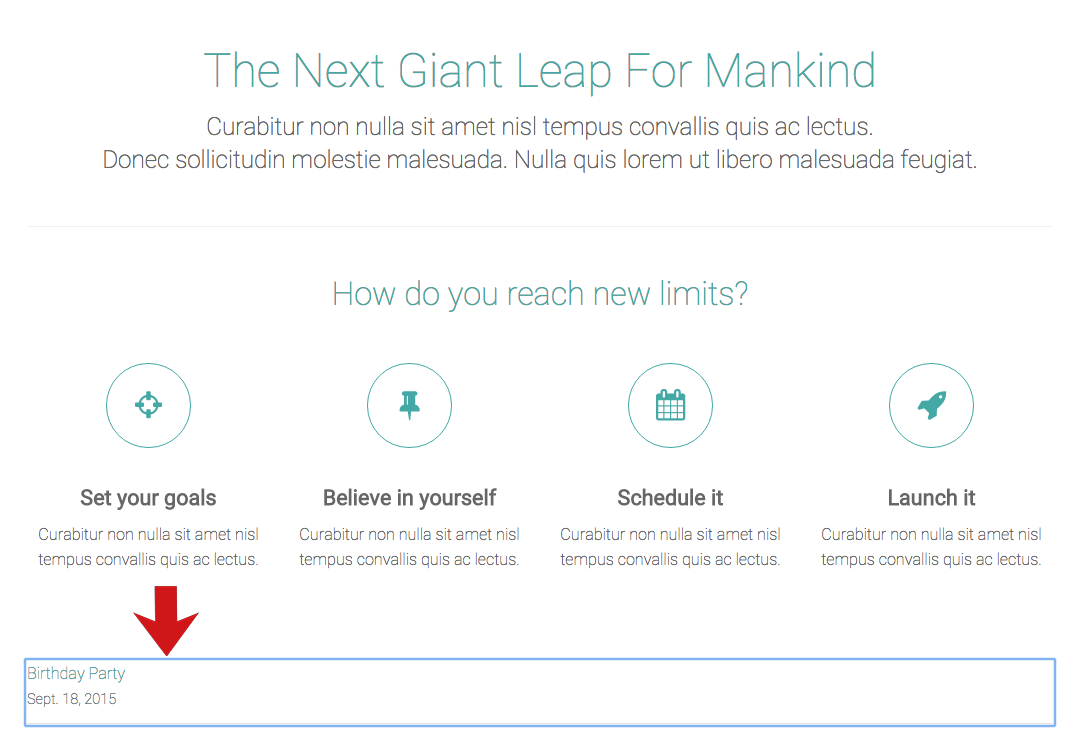 The Next Giant Leap For Mankind
Curabitur non nulla sit amet nisl tempus convallis quis ac lectus.
Donec sollicitudin molestie malesuada. Nulla quis lorem ut libero malesuada feugiat.
How do you reach new limits?
Set your goals
Curabitur non nulla sit amet nisl
tempus convallis quis ac lectus.
Believe in yourself
Curabitur non nulla sit amet nisl
tempus convallis quis ac lectus.
Schedule it
Curabitur non nulla sit amet nisl
tempus convallis quis ac lectus.
Launch it
Curabitur non nulla sit amet nisl
tempus convallis quis ac lectus.
Birthday Party
Sept. 18, 2015